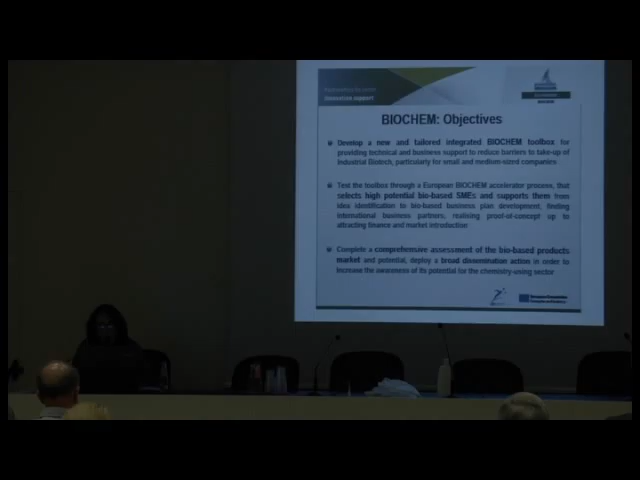 Innovation support
BIOCHEM: Objectives
Develop a new and tailored integrated BIOCHEM toolbox for
providing technical and business support to reduce barriers to take-up of
Industrial Biotech, particularly for small and medium-sized companies
Test the toolbox through a European BIOCHEM accelerator process, that
selects high potential bio-based SMEs and supports them from
idea identification to bio-based business plan development, finding
international business partners, realising proof-of-concept up to
attracting finance and market introduction
Complete a comprehensive assessment of the bio-based products
market and potential, deploy a broad dissemination action in order to
increase the awareness of its potential for the chemistry-using sector